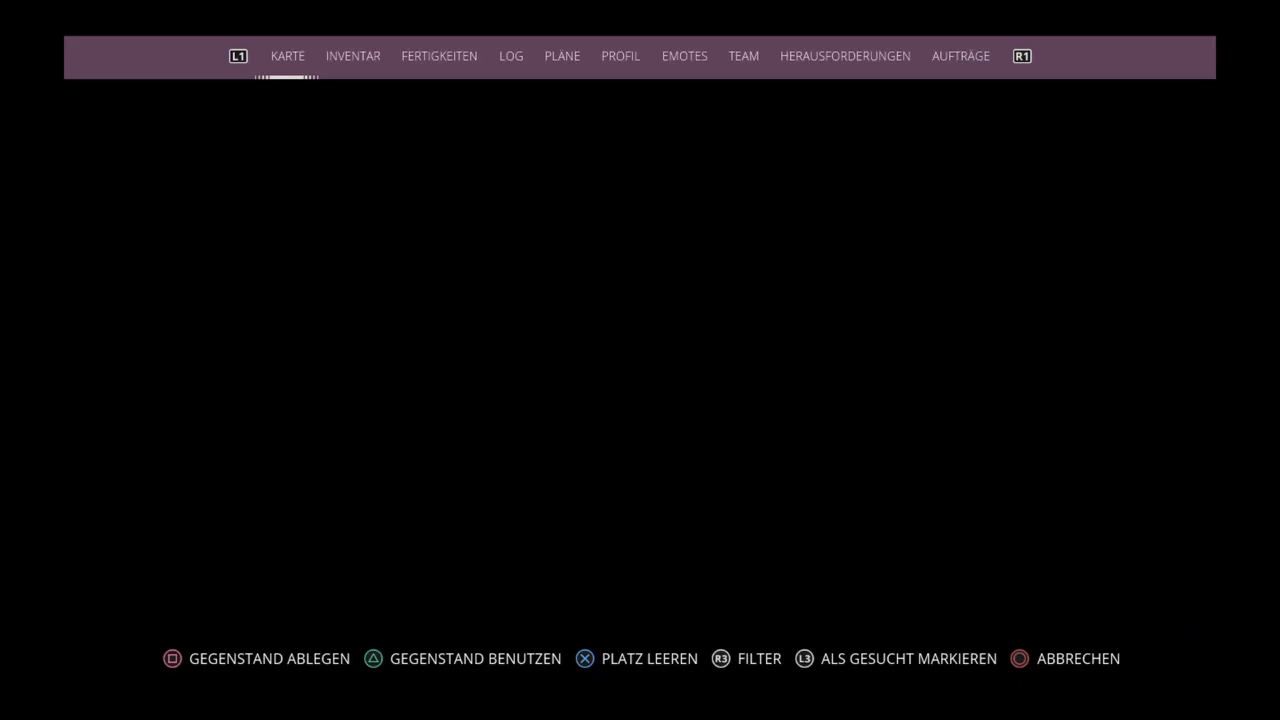 L1 KARTE INVENTAR FERTIGKEITEN LOG PLÄNE PROFIL EMOTES TEAM HERAUSFORDERUNGEN AUFTRÄGE R1
GEGENSTAND ABLEGEN GEGENSTAND BENUTZEN PLATZ LEEREN R3 FILTER L3 ALS GESUCHT MARKIEREN ABBRECHEN